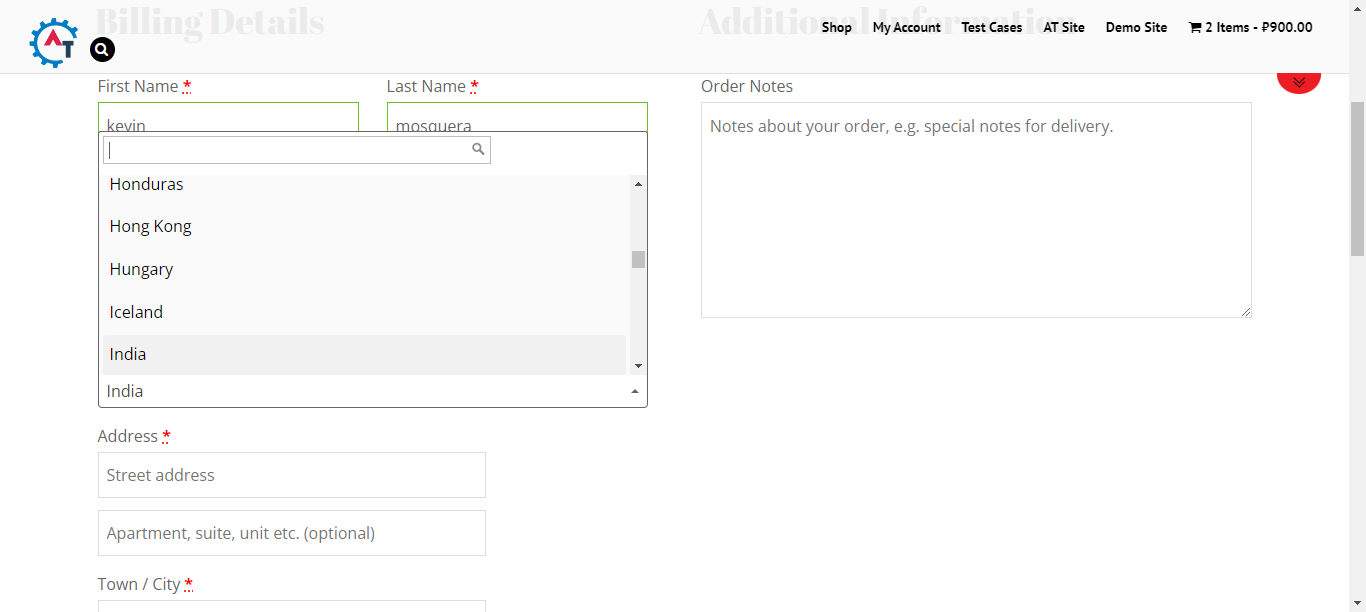 Billing Details
Additional Information
AT
Shop My Account Test Cases AT Site Demo Site 2 Items - ₽900.00
First Name *
Last Name *
Order Notes
kevin
mosquera
Notes about your order, e.g. special notes for delivery.
Honduras
Hong Kong
Hungary
Iceland
India
India
Address *
Street address
Apartment, suite, unit etc. (optional)
Town / City *